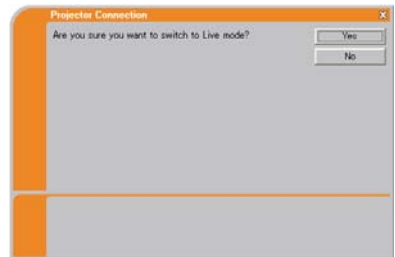 Projector Connection X
Are you sure you want to switch to Live mode?
Yes
No